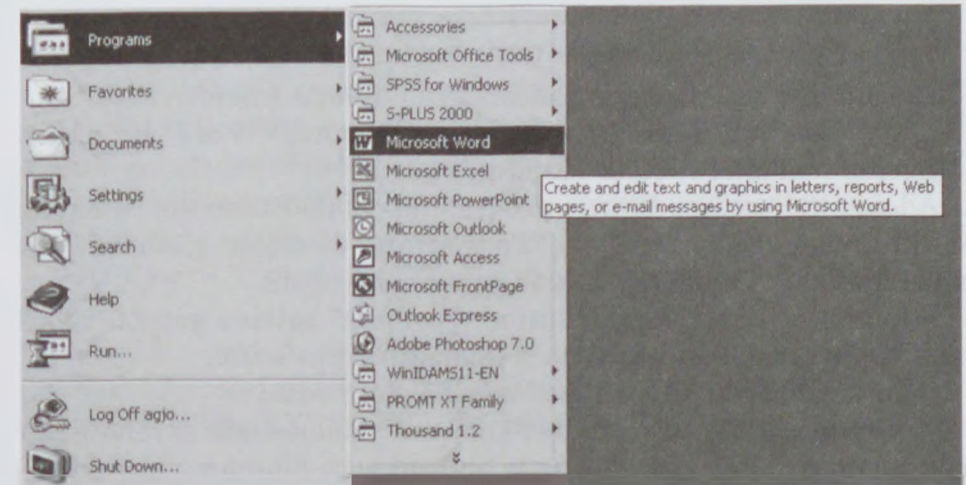 Programs
Favorites
Documents
Settings
Search
Help
Run...
Log Off agjo...
Shut Down...
Accessories
Microsoft Office Tools
SPSS for Windows
S-PLUS 2000
Microsoft Word
Microsoft Excel
Microsoft PowerPoint
Microsoft Outlook
Microsoft Access
Microsoft FrontPage
Outlook Express
Adobe Photoshop 7.0
WinIDAMS11-EN
PROMT XT Family
Thousand 1.2
Create and edit text and graphics in letters, reports, Web
pages, or e-mail messages by using Microsoft Word.